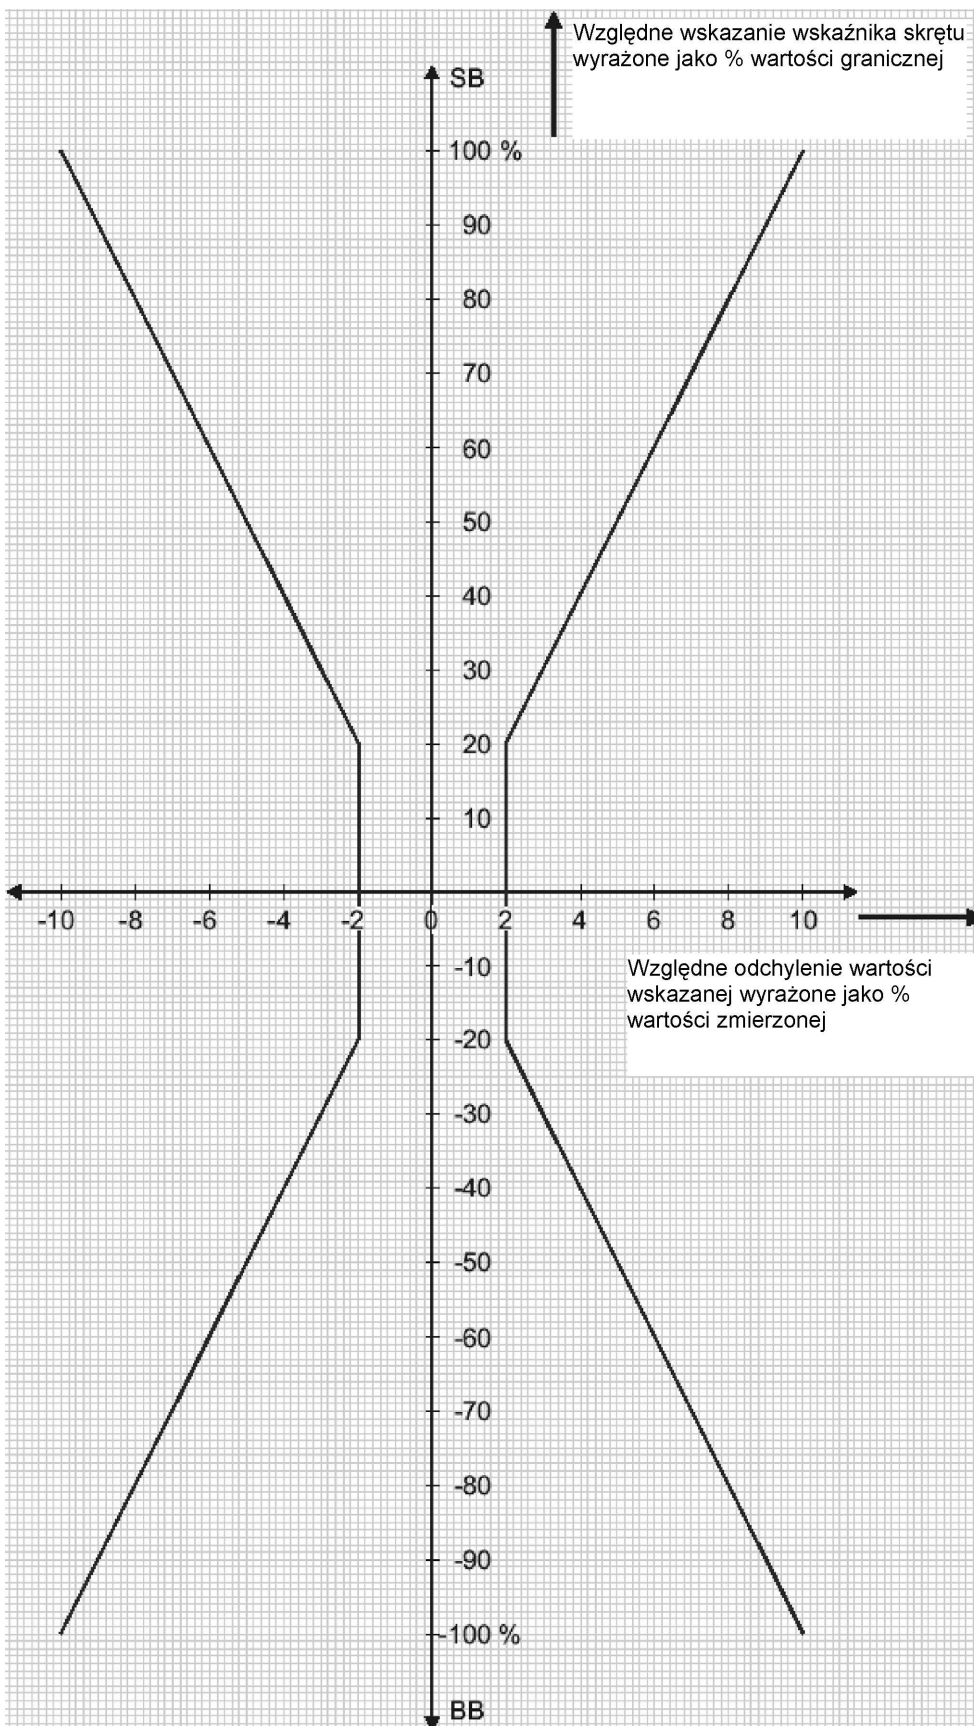 Względne wskazanie wskaźnika skrętu
wyrażone jako % wartości granicznej
SB
100 %
90
80
70
60
50
40
30
20
10
-10 -8 -6 -4 -2 0 2 4 6 8 10
Względne odchylenie wartości
wskazanej wyrażone jako %
wartości zmierzonej
-10
-20
-30
-40
-50
-60
-70
-80
-90
-100 %
BB